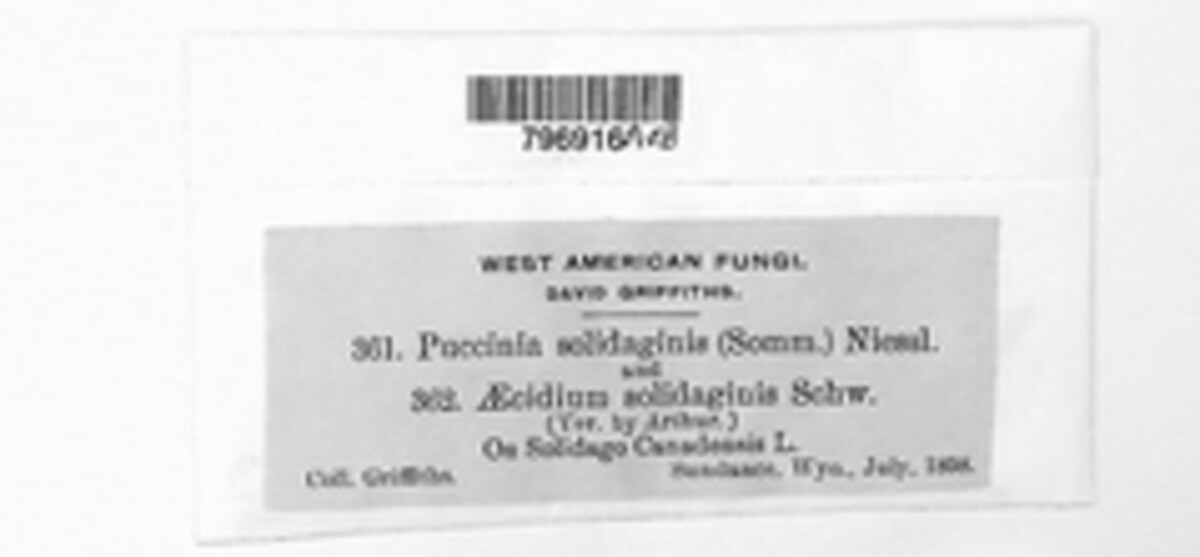 796916
WEST AMERICAN FUNGI.
DAVID GRIFFITHS.
361. Puccinia solidaginis (Somm.) Niessl.
and
362. Æcidium solidaginis Schw.
(Ver. by Arthur.)
On Solidago Canadensis L.
Coll. Griffiths. Sundance, Wyo., July,